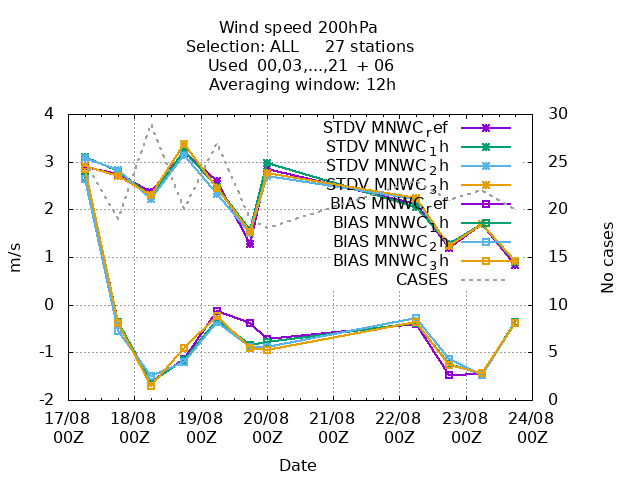 Wind speed 200hPa
Selection: ALL 27 stations
Used 00,03,...,21 + 06
Averaging window: 12h
4
3
2
1
0
-1
-2
m/s
30
25
20
15
10
5
0
No cases
STDV MNWC_ref
STDV MNWC_1h
STDV MNWC_2h
STDV MNWC_3h
BIAS MNWC_ref
BIAS MNWC_1h
BIAS MNWC_2h
BIAS MNWC_3h
CASES
17/08 18/08 19/08 20/08 21/08 22/08 23/08 24/08
00Z 00Z 00Z 00Z 00Z 00Z 00Z 00Z
Date